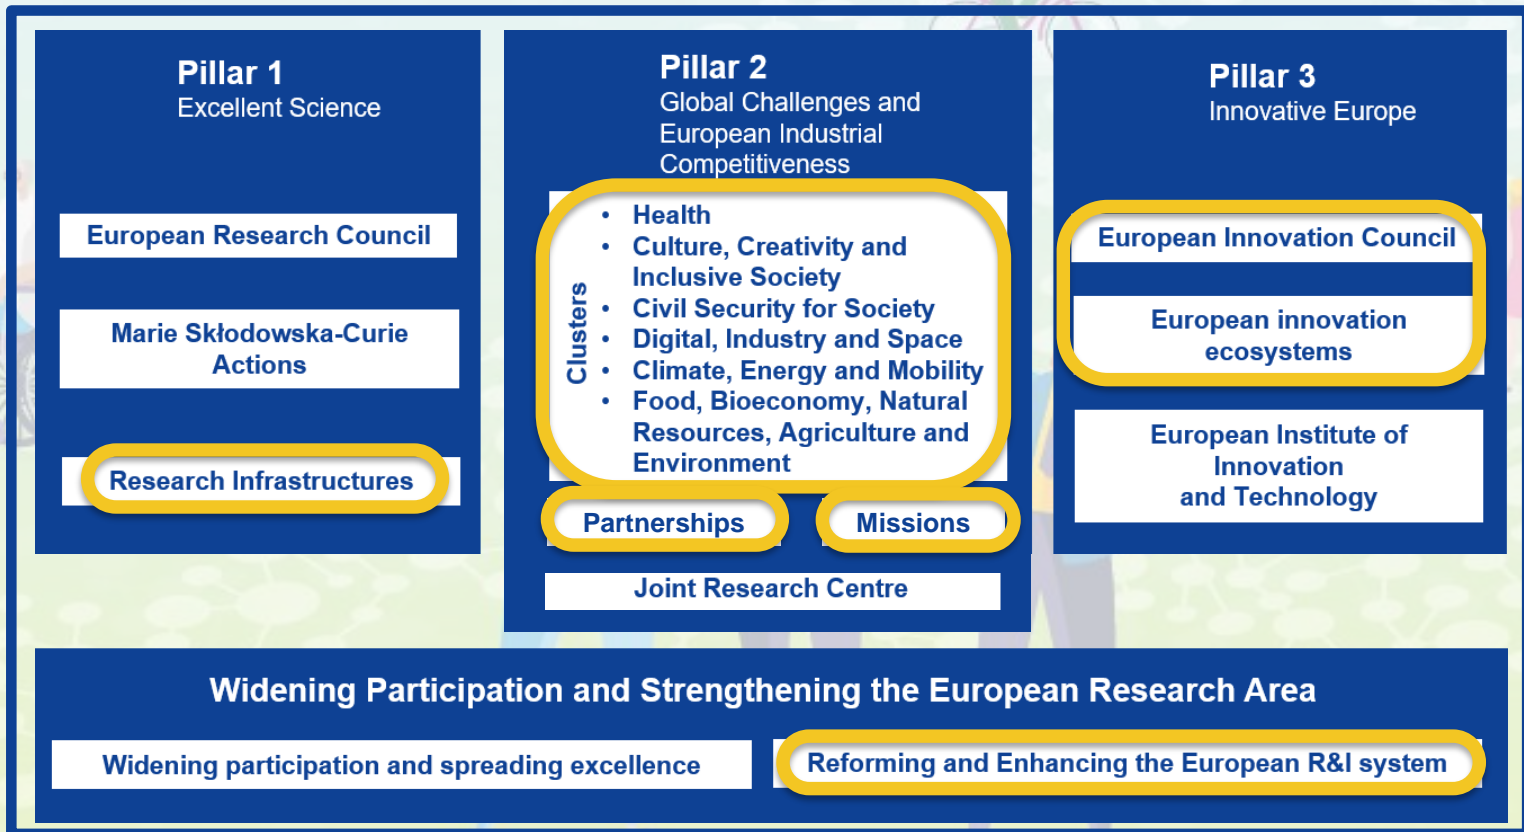 Pillar 1
Excellent Science
European Research Council
Marie Skłodowska-Curie
Actions
Research Infrastructures
Pillar 2
Global Challenges and
European Industrial
Competitiveness
Clusters
• Health
• Culture, Creativity and
Inclusive Society
• Civil Security for Society
• Digital, Industry and Space
• Climate, Energy and Mobility
• Food, Bioeconomy, Natural
Resources, Agriculture and
Environment
Partnerships
Missions
Joint Research Centre
Pillar 3
Innovative Europe
European Innovation Council
European innovation
ecosystems
European Institute of
Innovation
and Technology
Widening Participation and Strengthening the European Research Area
Widening participation and spreading excellence
Reforming and Enhancing the European R&I system